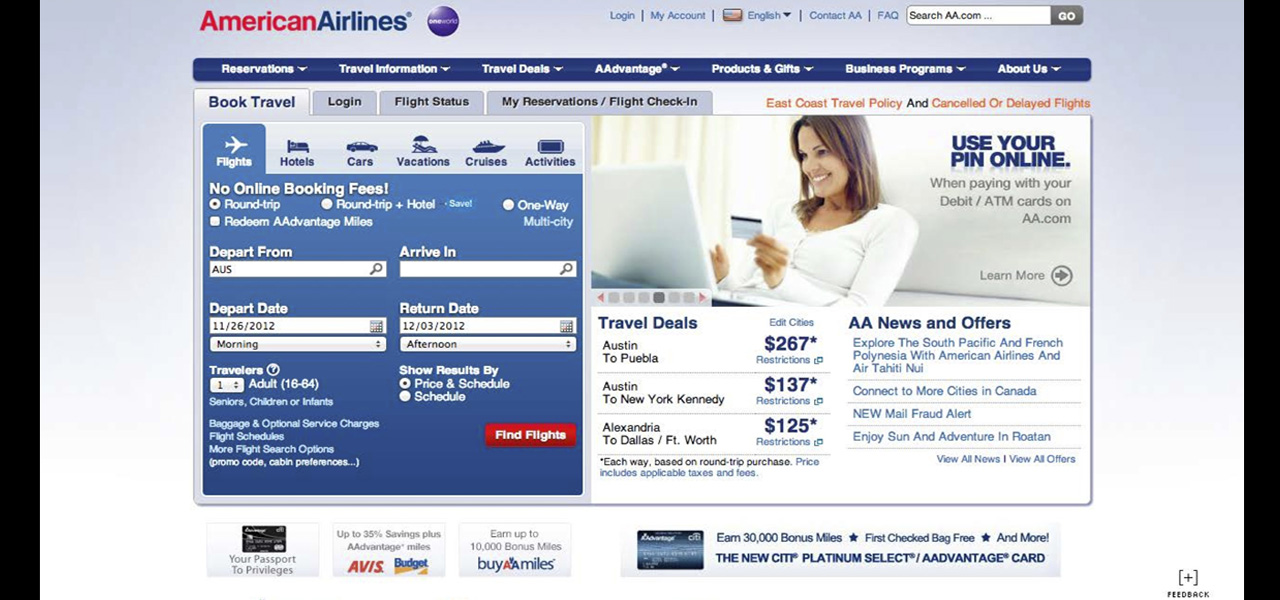 AmericanAirlines® oneworld
Login | My Account | English | Contact AA | FAQ Search AA.com ... GO
Reservations Travel Information Travel Deals AAdvantage® Products & Gifts Business Programs About Us
Book Travel Login Flight Status My Reservations / Flight Check-In
East Coast Travel Policy And Cancelled Or Delayed Flights
Flights Hotels Cars Vacations Cruises Activities
No Online Booking Fees!
Round-trip Round-trip + Hotel - Save! One-Way
Redeem AAdvantage Miles Multi-city
Depart From Arrive In
AUS
Depart Date Return Date
11/26/2012 12/03/2012
Morning Afternoon
Travelers ? Show Results By
1 Adult (16-64) Price & Schedule
Schedule
Seniors, Children or Infants
Baggage & Optional Service Charges
Flight Schedules
More Flight Search Options
(promo code, cabin preferences...)
Find Flights
USE YOUR
PIN ONLINE.
When paying with your
Debit / ATM cards on
AA.com
Learn More
Travel Deals Edit Cities
Austin
To Puebla
$267*
Restrictions
Austin
To New York Kennedy
$137*
Restrictions
Alexandria
To Dallas / Ft. Worth
$125*
Restrictions
*Each way, based on round-trip purchase. Price
includes applicable taxes and fees.
AA News and Offers
Explore The South Pacific And French
Polynesia With American Airlines And
Air Tahiti Nui
Connect to More Cities in Canada
NEW Mail Fraud Alert
Enjoy Sun And Adventure In Roatan
View All News | View All Offers
AAdvantage citi
Your Passport
To Privileges
Up to 35% Savings plus
AAdvantage® miles
AVIS Budget
Earn up to
10,000 Bonus Miles
buyAAmiles®
AAdvantage citi
Earn 30,000 Bonus Miles ★ First Checked Bag Free ★ And More!
THE NEW CITI® PLATINUM SELECT® / AADVANTAGE® CARD
[+]
FEEDBACK